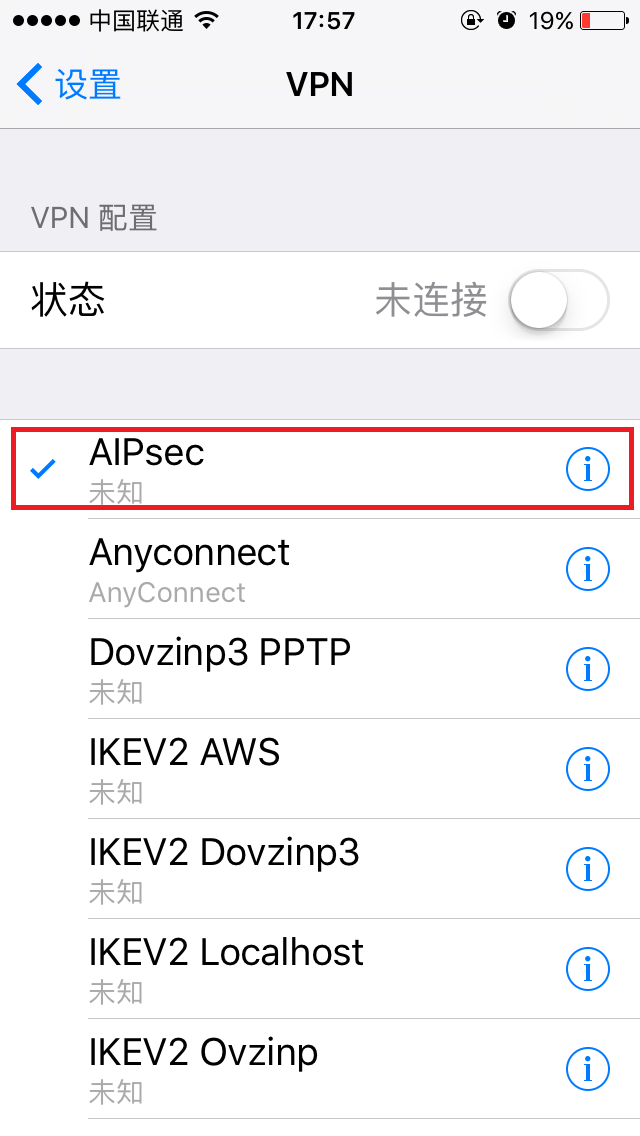 中国联通 17:57 19%
设置 VPN
VPN 配置
状态 未连接
AIPsec
未知
Anyconnect
AnyConnect
Dovzinp3 PPTP
未知
IKEV2 AWS
未知
IKEV2 Dovzinp3
未知
IKEV2 Localhost
未知
IKEV2 Ovzinp
未知